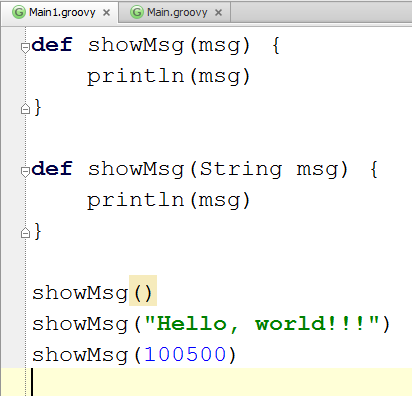 Main1.groovy × Main.groovy ×
def showMsg(msg) {
    println(msg)
}
def showMsg(String msg) {
    println(msg)
}
showMsg()
showMsg("Hello, world!!!")
showMsg(100500)